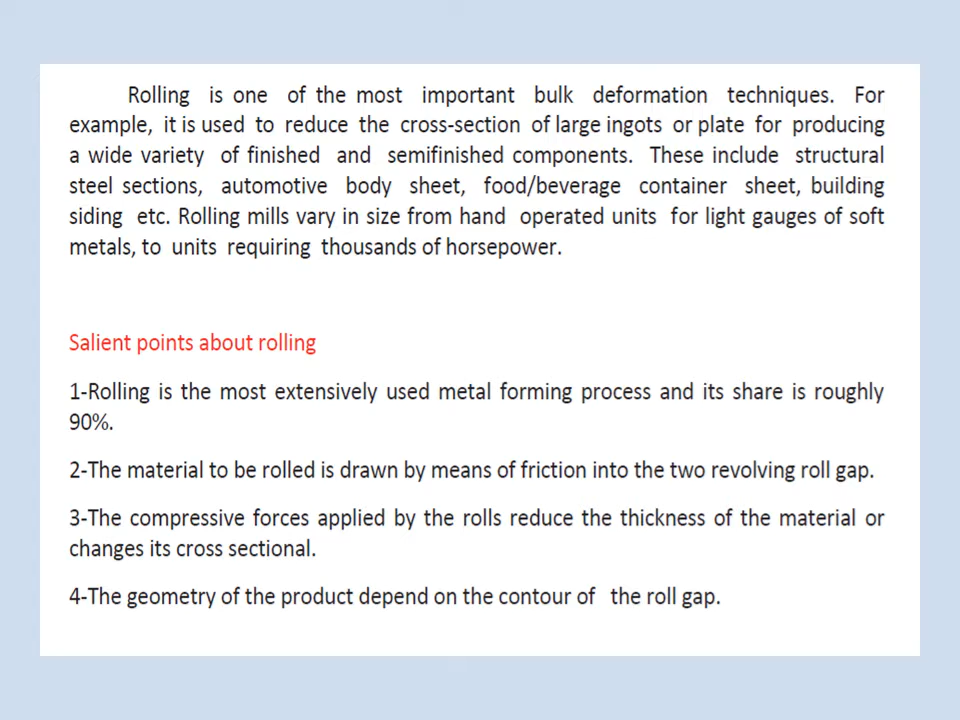 Rolling is one of the most important bulk deformation techniques. For
example, it is used to reduce the cross-section of large ingots or plate for producing
a wide variety of finished and semifinished components. These include structural
steel sections, automotive body sheet, food/beverage container sheet, building
siding etc. Rolling mills vary in size from hand operated units for light gauges of soft
metals, to units requiring thousands of horsepower.
Salient points about rolling
1-Rolling is the most extensively used metal forming process and its share is roughly
90%.
2-The material to be rolled is drawn by means of friction into the two revolving roll gap.
3-The compressive forces applied by the rolls reduce the thickness of the material or
changes its cross sectional.
4-The geometry of the product depend on the contour of the roll gap.